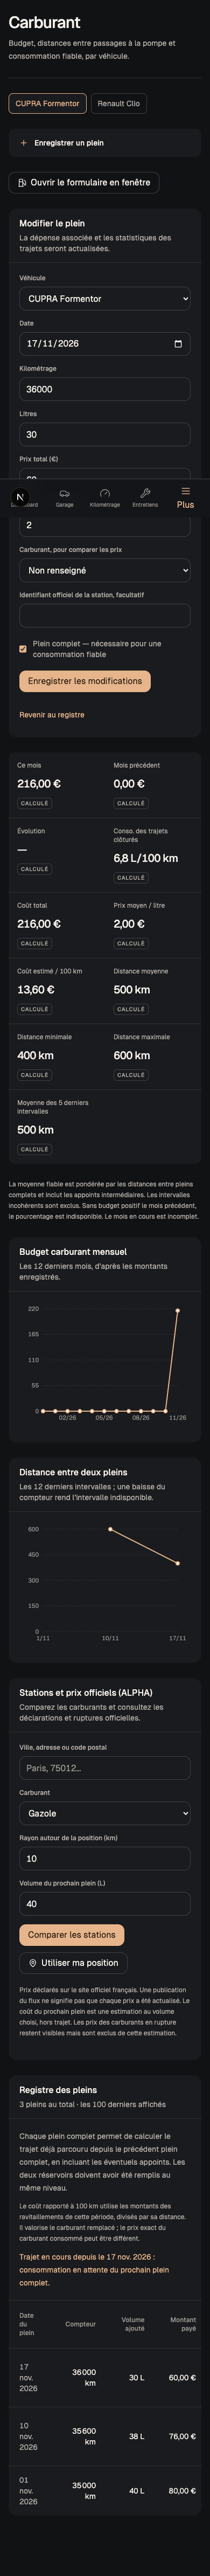 Carburant
Budget, distances entre passages à la pompe et
consommation fiable, par véhicule.
CUPRA Formentor
Renault Clio
+ Enregistrer un plein
Ouvrir le formulaire en fenêtre
Modifier le plein
La dépense associée et les statistiques des
trajets seront actualisées.
Véhicule
CUPRA Formentor
Date
17/11/2026
Kilométrage
36000
Litres
30
Prix total (€)
N
Garage
Kilométrage
Entretiens
Plus
2
Carburant, pour comparer les prix
Non renseigné
Identifiant officiel de la station, facultatif
Plein complet — nécessaire pour une
consommation fiable
Enregistrer les modifications
Revenir au registre
Ce mois
216,00 €
CALCULÉ
Mois précédent
0,00 €
CALCULÉ
Évolution
—
CALCULÉ
Conso. des trajets
clôturés
6,8 L/100 km
CALCULÉ
Coût total
216,00 €
CALCULÉ
Prix moyen / litre
2,00 €
CALCULÉ
Coût estimé / 100 km
13,60 €
CALCULÉ
Distance moyenne
500 km
CALCULÉ
Distance minimale
400 km
CALCULÉ
Distance maximale
600 km
CALCULÉ
Moyenne des 5 derniers
intervalles
500 km
CALCULÉ
La moyenne fiable est pondérée par les distances entre pleins
complets et inclut les appoints intermédiaires. Les intervalles
incohérents sont exclus. Sans budget positif le mois précédent,
le pourcentage est indisponible. Le mois en cours est incomplet.
Budget carburant mensuel
Les 12 derniers mois, d'après les montants
enregistrés.
220
165
110
55
0
02/26
05/26
08/26
11/26
Distance entre deux pleins
Les 12 derniers intervalles ; une baisse du
compteur rend l'intervalle indisponible.
600
450
300
150
0
1/11
10/11
17/11
Stations et prix officiels (ALPHA)
Comparez les carburants et consultez les
déclarations et ruptures officielles.
Ville, adresse ou code postal
Paris, 75012…
Carburant
Gazole
Rayon autour de la position (km)
10
Volume du prochain plein (L)
40
Comparer les stations
Utiliser ma position
Prix déclarés sur le site officiel français. Une publication
du flux ne signifie pas que chaque prix a été actualisé. Le
coût du prochain plein est une estimation au volume
choisi, hors trajet. Les prix des carburants en rupture
restent visibles mais sont exclus de cette estimation.
Registre des pleins
3 pleins au total · les 100 derniers affichés
Chaque plein complet permet de calculer le
trajet déjà parcouru depuis le précédent plein
complet, en incluant les éventuels appoints. Les
deux réservoirs doivent avoir été remplis au
même niveau.
Le coût rapporté à 100 km utilise les montants des
ravitaillements de cette période, divisés par sa distance.
Il valorise le carburant remplacé ; le prix exact du
carburant consommé peut être différent.
Trajet en cours depuis le 17 nov. 2026 :
consommation en attente du prochain plein
complet.
Date
du
plein
Compteur
Volume
ajouté
Montant
payé
17
nov.
2026
36 000
km
30 L
60,00 €
10
nov.
2026
35 600
km
38 L
76,00 €
01
nov.
2026
35 000
km
40 L
80,00 €